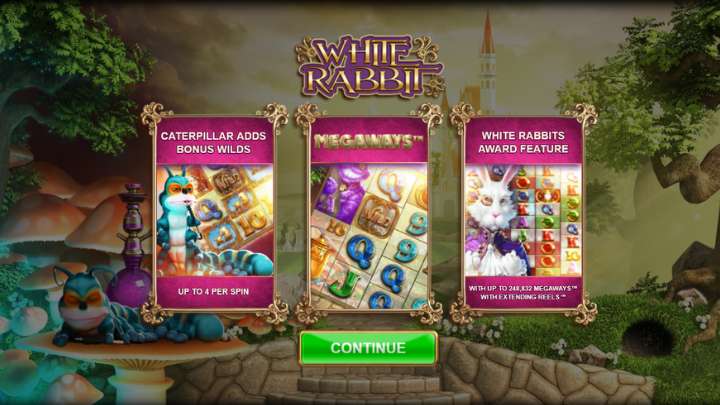 WHITE
RABBIT
CATERPILLAR ADDS
BONUS WILDS
UP TO 4 PER SPIN
MEGAWAYS™
WHITE RABBITS
AWARD FEATURE
WITH UP TO 248,832 MEGAWAYS™
WITH EXTENDING REELS™
CONTINUE